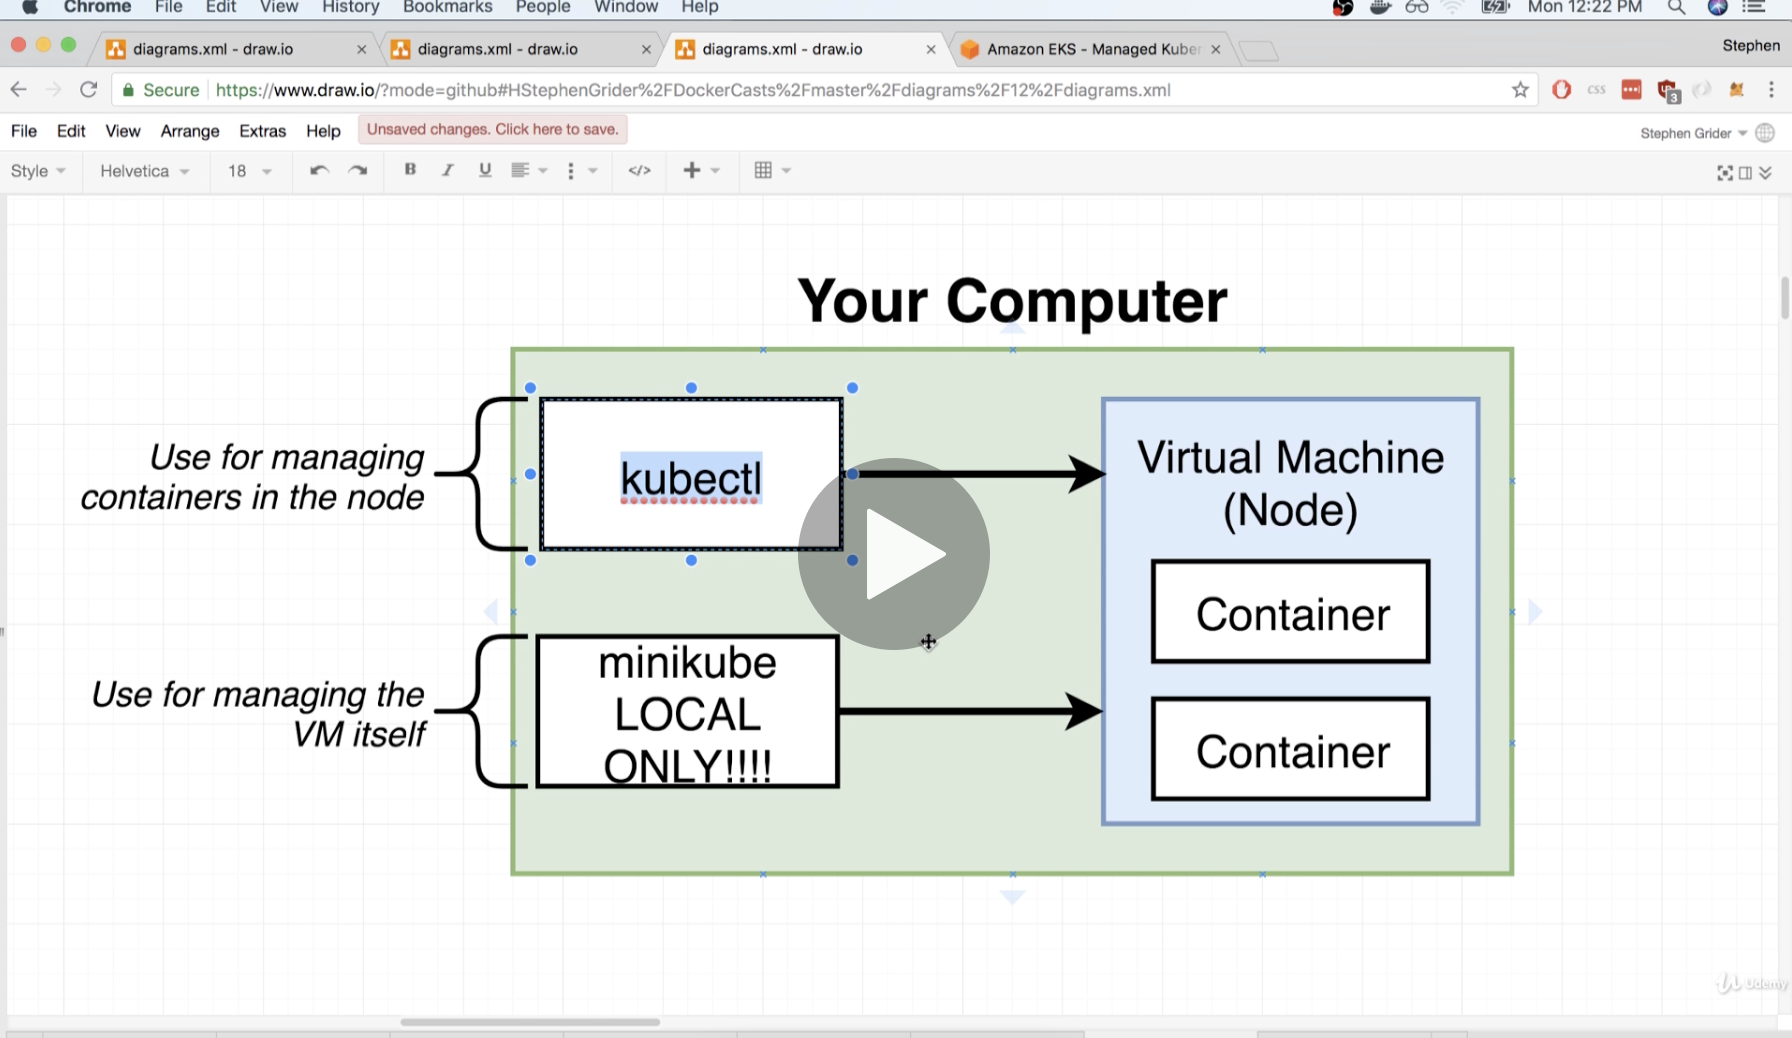 Chrome File Edit View History Bookmarks People Window Help Mon 12:22 PM
diagrams.xml - draw.io diagrams.xml - draw.io diagrams.xml - draw.io Amazon EKS - Managed Kuber Stephen
Secure https://www.draw.io/?mode=github#HStephenGrider%2FDockerCasts%2Fmaster%2Fdiagrams%2F12%2Fdiagrams.xml css 3
File Edit View Arrange Extras Help Unsaved changes. Click here to save. Stephen Grider
Style Helvetica 18 B I U </>
Your Computer
Use for managing
containers in the node
kubectl
Virtual Machine
(Node)
Container
Use for managing the
VM itself
minikube
LOCAL
ONLY!!!!
Container
Udemy